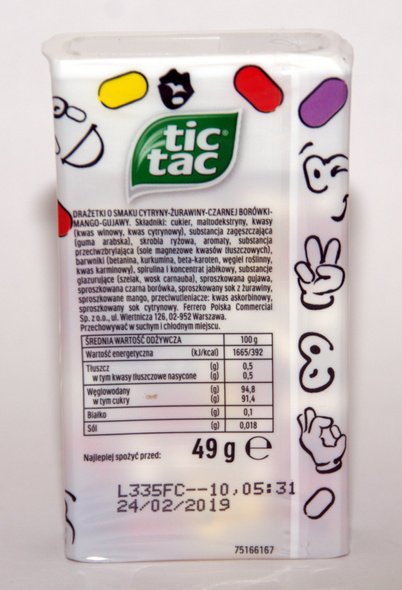 tic
tac
DRAŻETKI O SMAKU CYTRYNY-ŻURAWINY-CZARNEJ BORÓWKI-
MANGO-GUJAWY. Składniki: cukier, maltodekstryny, kwasy
(kwas winowy, kwas cytrynowy), substancja zagęszczająca
(guma arabska), skrobia ryżowa, aromaty, substancja
przeciwzbrylająca (sole magnezowe kwasów tłuszczowych),
barwniki (betanina, kurkumina, beta-karoten, węgiel roślinny,
kwas karminowy), spirulina i koncentrat jabłkowy, substancje
glazurujące (szelak, wosk carnauba), sproszkowana gujawa,
sproszkowana czarna borówka, sproszkowany sok z żurawiny,
sproszkowane mango, przeciwutleniacze: kwas askorbinowy,
sproszkowany sok cytrynowy. Ferrero Polska Commercial
Sp. z o.o., ul. Wiertnicza 126, 02-952 Warszawa.
Przechowywać w suchym i chłodnym miejscu.
ŚREDNIA WARTOŚĆ ODŻYWCZA 100 g
Wartość energetyczna (kJ/kcal) 1665/392
Tłuszcz (g) 0,5
w tym kwasy tłuszczowe nasycone (g) 0,5
Węglowodany (g) 94,8
w tym cukry (g) 91,4
Białko (g) 0,1
Sól (g) 0,018
49 g ℮
Najlepiej spożyć przed:
L335FC--10,05:31
24/02/2019
75166167